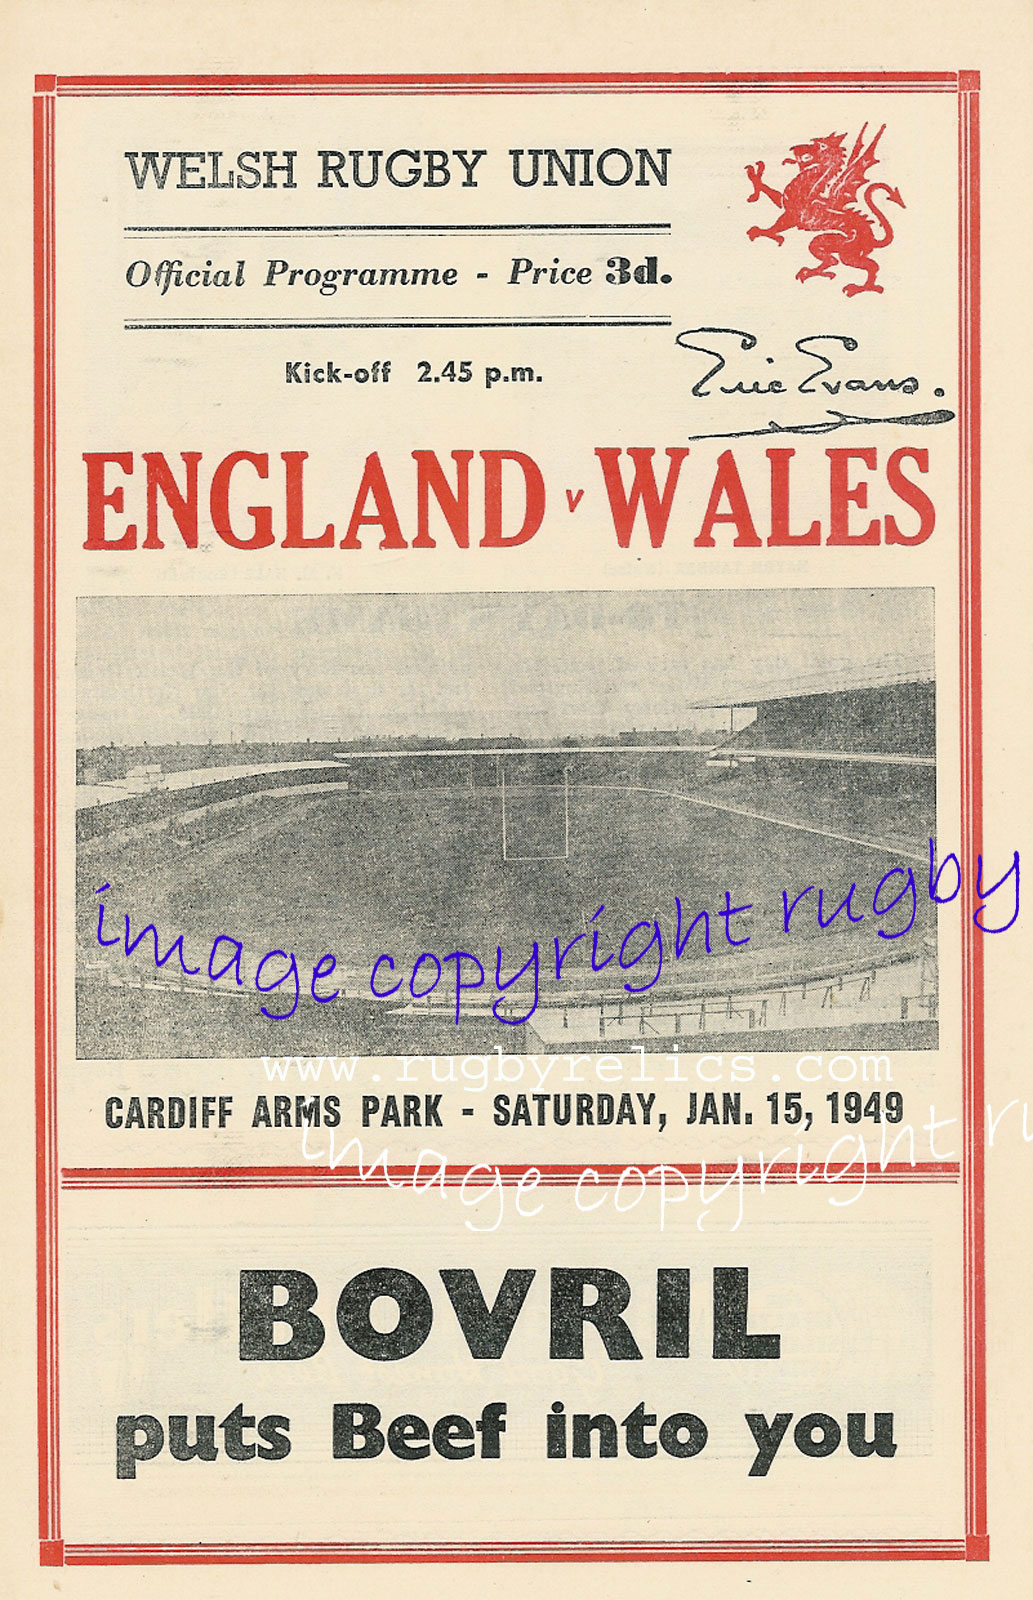 WELSH RUGBY UNION
Official Programme - Price 3d.
Kick-off 2.45 p.m.
Eric Evans.
ENGLAND v WALES
image copyright rugby
www.rugbyrelics.com
CARDIFF ARMS PARK - SATURDAY, JAN. 15, 1949
image copyright ru
BOVRIL
puts Beef into you